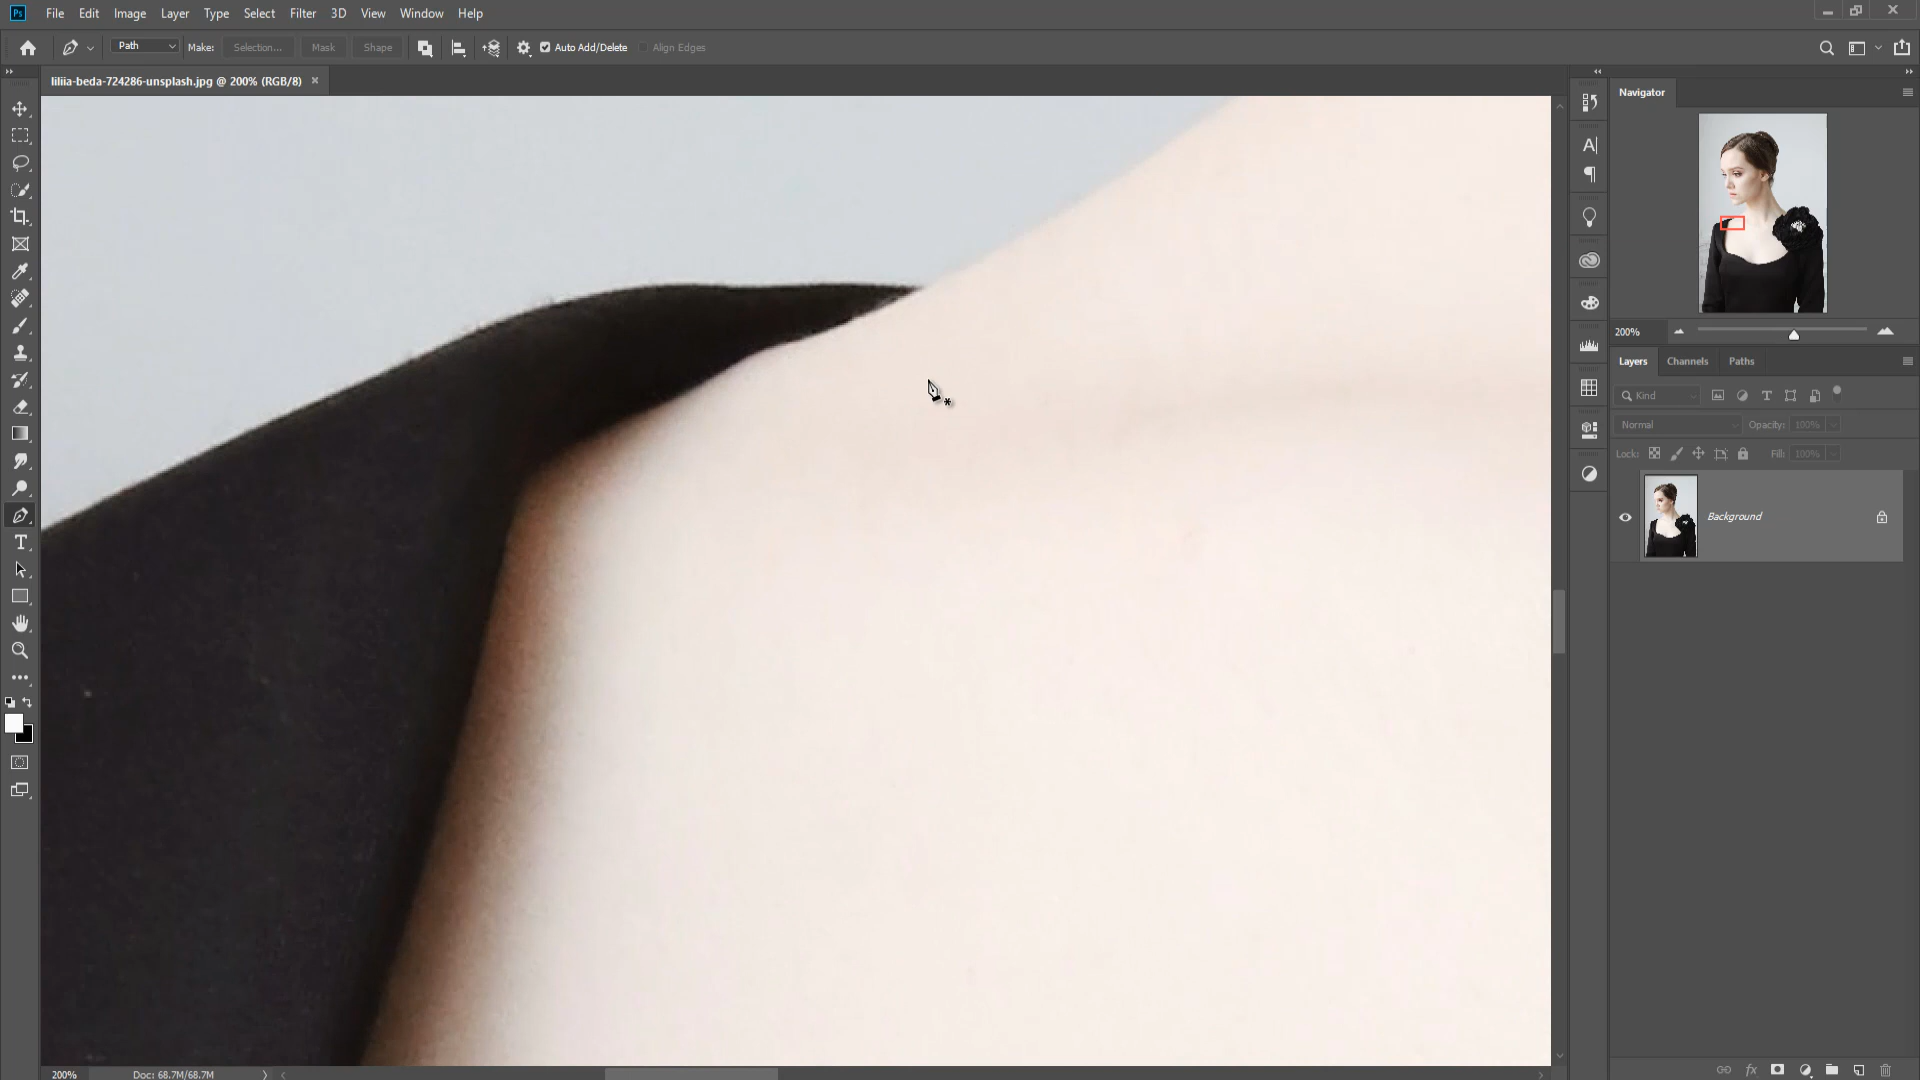 Ps File Edit Image Layer Type Select Filter 3D View Window Help
Path Make: Selection... Mask Shape Auto Add/Delete Align Edges
liliia-beda-724286-unsplash.jpg @ 200% (RGB/8) ×
Navigator
200%
Layers Channels Paths
Kind
Normal Opacity: 100%
Lock: Fill: 100%
Background
200% Doc: 68.7M/68.7M